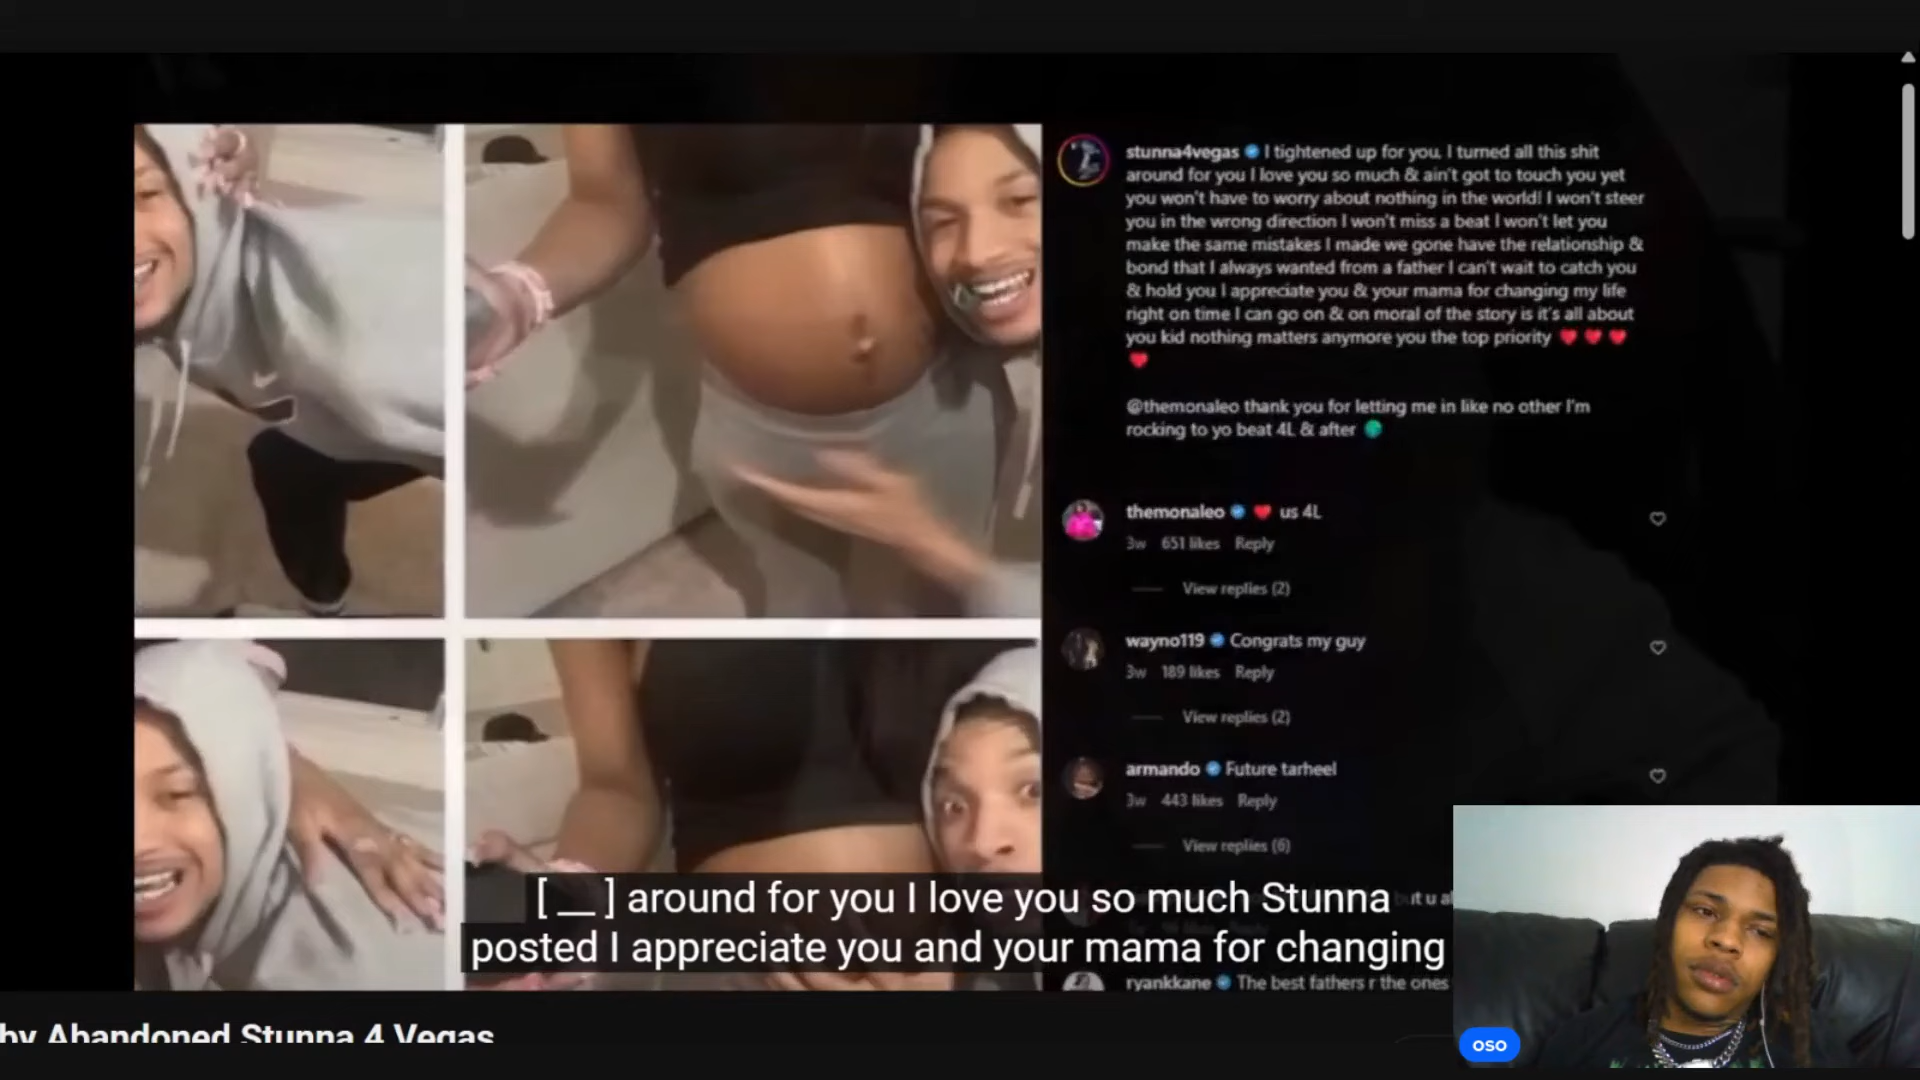 stunna4vegas I tightened up for you, I turned all this shit
around for you I love you so much & ain't got to touch you yet
you won't have to worry about nothing in the world! I won't steer
you in the wrong direction I won't miss a beat I won't let you
make the same mistakes I made we gone have the relationship &
bond that I always wanted from a father I can't wait to catch you
& hold you I appreciate you & your mama for changing my life
right on time I can go on & on moral of the story is it's all about
you kid nothing matters anymore you the top priority ❤️ ❤️ ❤️
❤️
@themonaleo thank you for letting me in like no other I'm
rocking to yo beat 4L & after
themonaleo ❤️ us 4L
3w 651 likes Reply
View replies (2)
wayno119 Congrats my guy
3w 189 likes Reply
View replies (2)
armando Future tarheel
3w 443 likes Reply
View replies (6)
[ __ ] around for you I love you so much Stunna
posted I appreciate you and your mama for changing
ryankkane The best fathers r the ones
by Abandoned Stunna 4 Vegas
oso